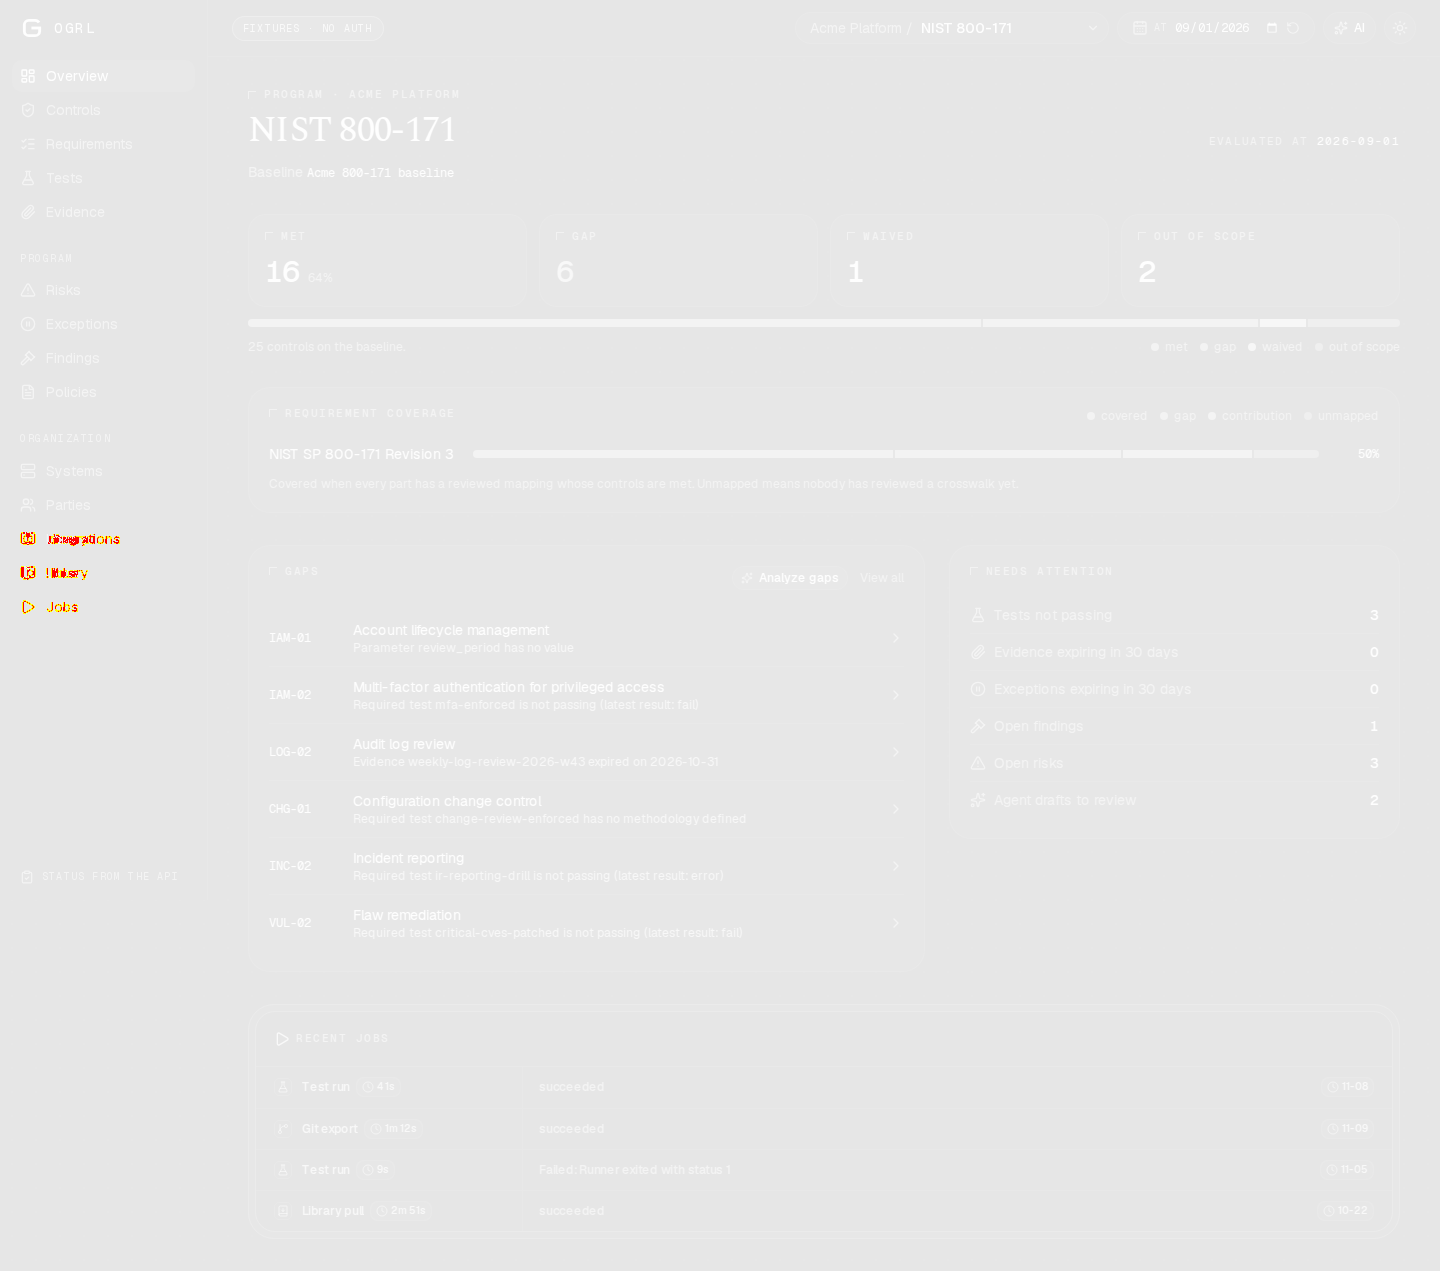 OGRL
FIXTURES NO AUTH
Acme Platform / NIST 800-171
AT 09/01/2026
AI
Overview
Controls
Requirements
Tests
Evidence
PROGRAM
Risks
Exceptions
Findings
Policies
ORGANIZATION
Systems
Parties
Jobs
STATUS FROM THE API
PROGRAM · ACME PLATFORM
NIST 800-171
EVALUATED AT 2026-09-01
Baseline Acme 800-171 baseline
MET
16 64%
GAP
6
WAIVED
1
OUT OF SCOPE
2
25 controls on the baseline.
met gap waived out of scope
REQUIREMENT COVERAGE
covered gap contribution unmapped
NIST SP 800-171 Revision 3
50%
Covered when every part has a reviewed mapping whose controls are met. Unmapped means nobody has reviewed a crosswalk yet.
GAPS
Analyze gaps
View all
IAM-01
Account lifecycle management
Parameter review_period has no value
IAM-02
Multi-factor authentication for privileged access
Required test mfa-enforced is not passing (latest result: fail)
LOG-02
Audit log review
Evidence weekly-log-review-2026-w43 expired on 2026-10-31
CHG-01
Configuration change control
Required test change-review-enforced has no methodology defined
INC-02
Incident reporting
Required test ir-reporting-drill is not passing (latest result: error)
VUL-02
Flaw remediation
Required test critical-cves-patched is not passing (latest result: fail)
NEEDS ATTENTION
Tests not passing 3
Evidence expiring in 30 days 0
Exceptions expiring in 30 days 0
Open findings 1
Open risks 3
Agent drafts to review 2
RECENT JOBS
Test run 41s succeeded 11-08
Git export 1m 12s succeeded 11-09
Test run 9s Failed: Runner exited with status 1 11-05
Library pull 2m 51s succeeded 10-22